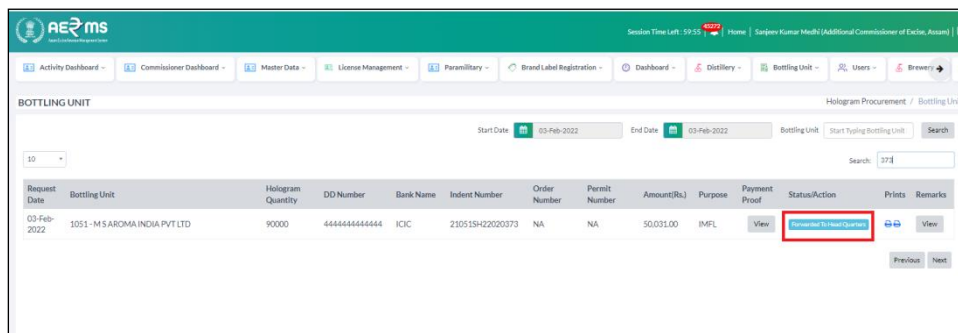 AERMS
Session Time Left : 59:55 45272 Home | Sanjeev Kumar Medhi (Additional Commissioner of Excise, Assam) |
Activity Dashboard Commissioner Dashboard Master Data License Management Paramilitary Brand Label Registration Dashboard Distillery Bottling Unit Users Brewery
BOTTLING UNIT Hologram Procurement / Bottling Uni
Start Date 03-Feb-2022 End Date 03-Feb-2022 Bottling Unit Start Typing Bottling Unit Search
10 Search: 373
Request Date Bottling Unit Hologram Quantity DD Number Bank Name Indent Number Order Number Permit Number Amount(Rs.) Purpose Payment Proof Status/Action Prints Remarks
03-Feb-2022 1051 - M S AROMA INDIA PVT LTD 90000 4444444444444 ICIC 21051SH22020373 NA NA 50,031.00 IMFL View Forwarded To Head Quarters View
Previous Next